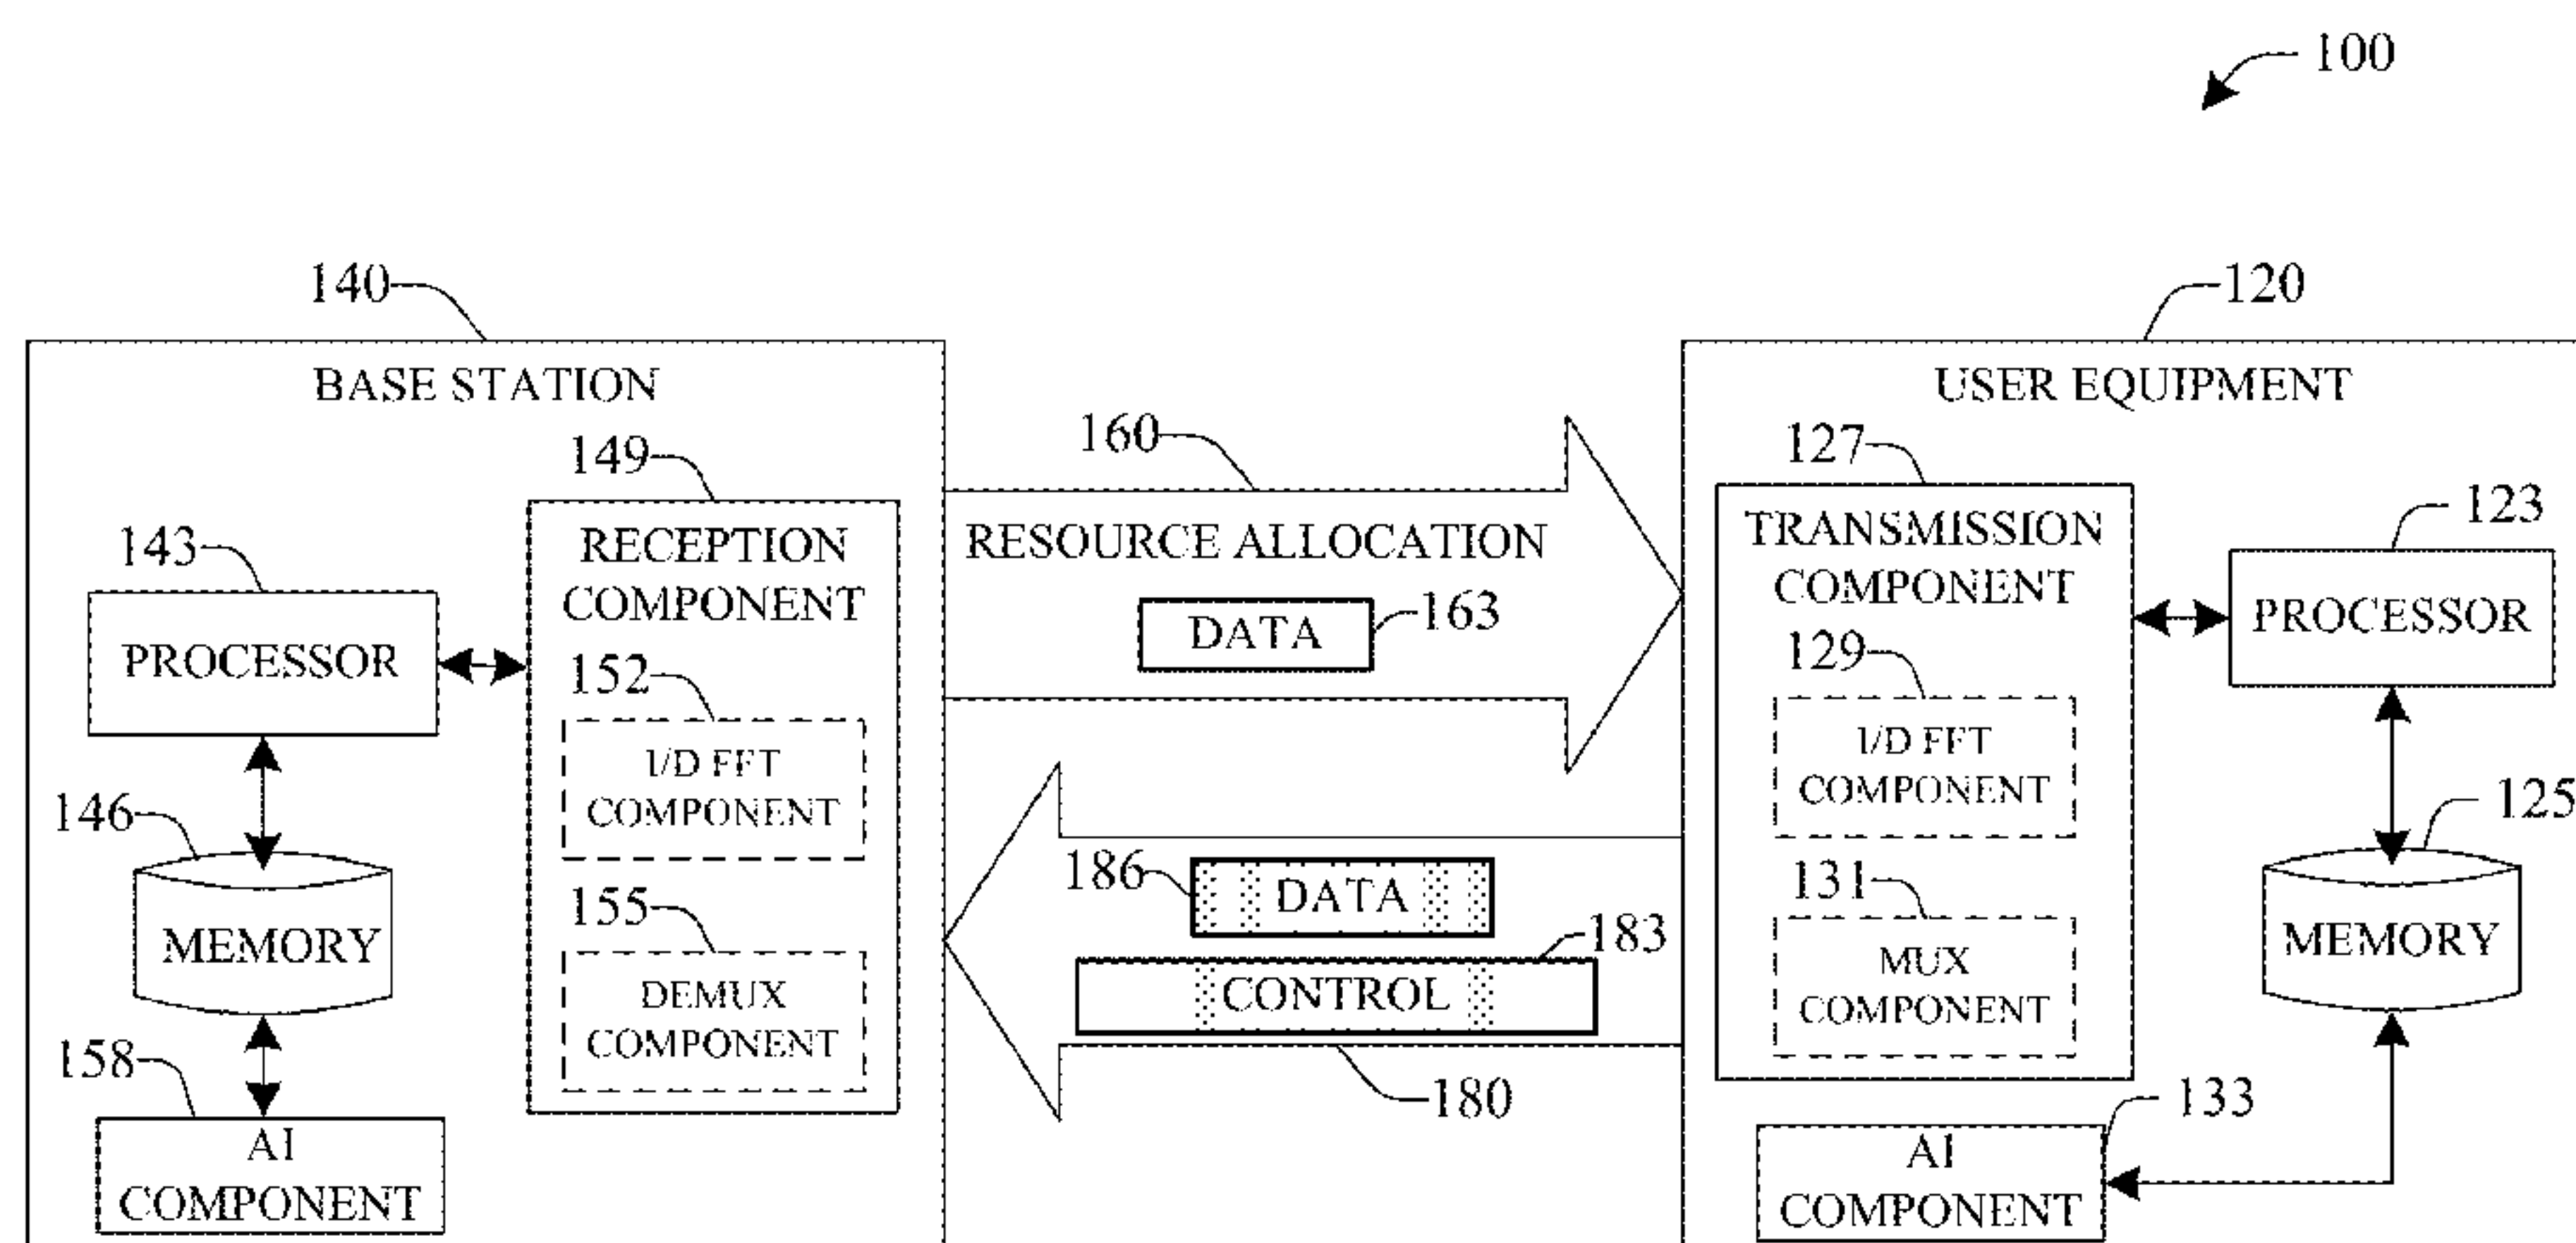 100
140
120
BASE STATION
USER EQUIPMENT
149
160
127
RECEPTION
COMPONENT
RESOURCE ALLOCATION
TRANSMISSION
COMPONENT
143
123
PROCESSOR
DATA
163
PROCESSOR
152
129
I/D FFT
COMPONENT
I/D FFT
COMPONENT
146
186
DATA
125
155
183
131
MEMORY
DEMUX
COMPONENT
CONTROL
MUX
COMPONENT
MEMORY
158
180
133
AI
COMPONENT
AI
COMPONENT